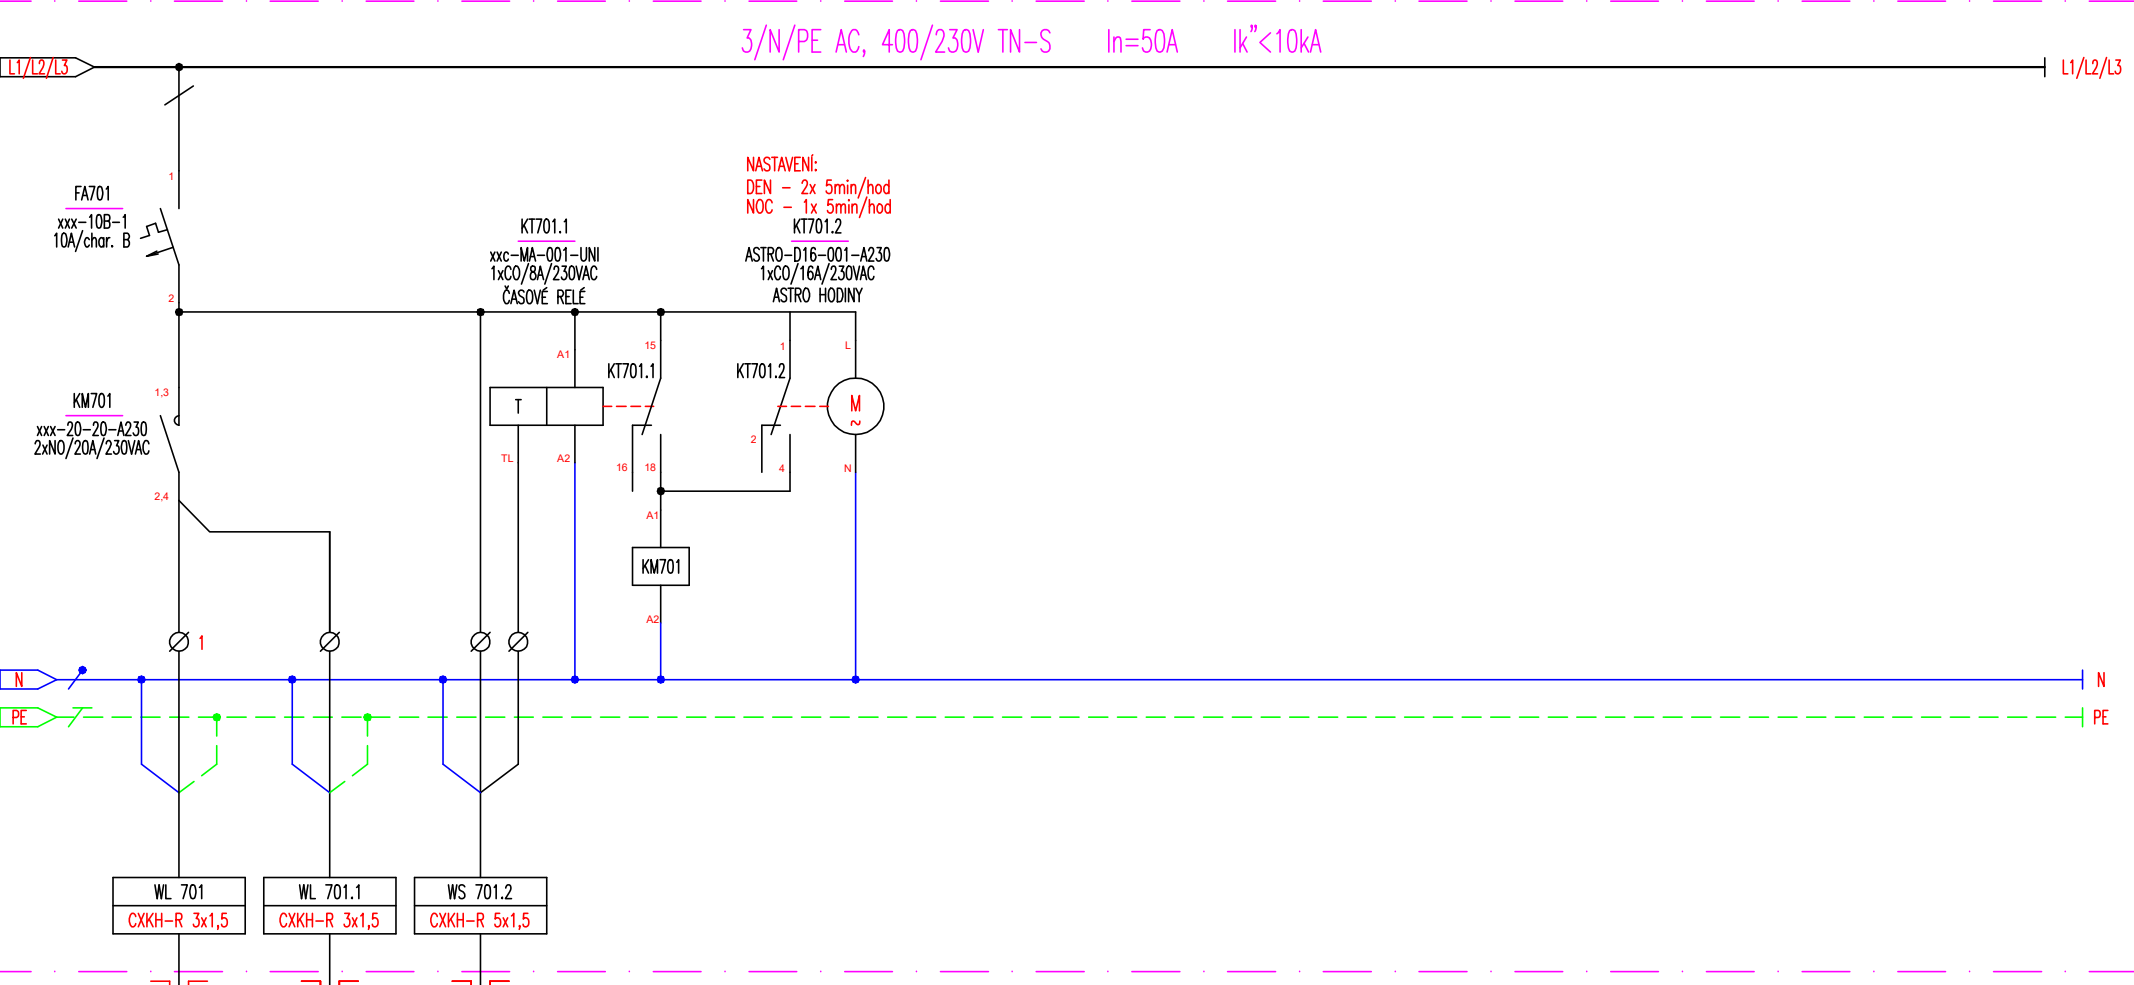 3/N/PE AC, 400/230V TN-S In=50A Ik"<10kA
L1/L2/L3
L1/L2/L3
NASTAVENÍ:
DEN - 2x 5min/hod
NOC - 1x 5min/hod
1
FA701
xxx-10B-1
10A/char. B
2
KT701.1
xxc-MA-001-UNI
1xCO/8A/230VAC
ČASOVÉ RELÉ
KT701.2
ASTRO-D16-001-A230
1xCO/16A/230VAC
ASTRO HODINY
A1
15
1
L
KT701.1
KT701.2
1,3
KM701
xxx-20-20-A230
2xNO/20A/230VAC
2,4
T
M
~
2
TL
A2
16
18
4
N
A1
KM701
A2
1
N
N
PE
PE
WL 701
CXKH-R 3x1,5
WL 701.1
CXKH-R 3x1,5
WS 701.2
CXKH-R 5x1,5